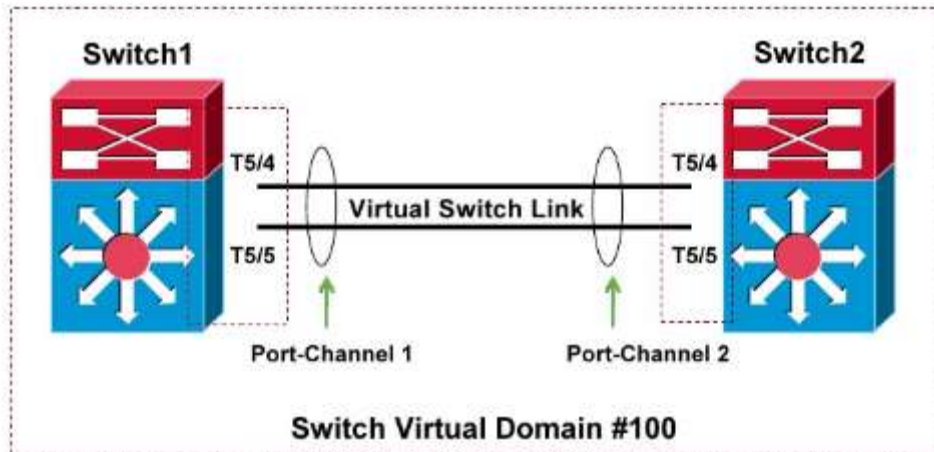 Switch1
Switch2
T5/4
T5/4
Virtual Switch Link
T5/5
T5/5
Port-Channel 1
Port-Channel 2
Switch Virtual Domain #100